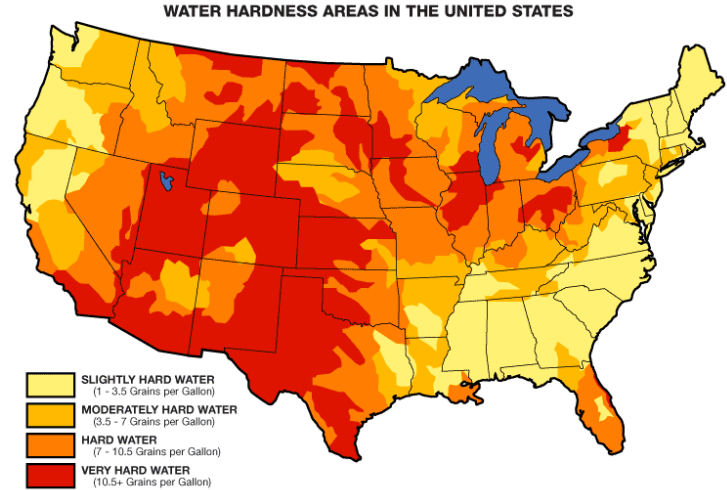 WATER HARDNESS AREAS IN THE UNITED STATES
SLIGHTLY HARD WATER
(1 - 3.5 Grains per Gallon)
MODERATELY HARD WATER
(3.5 - 7 Grains per Gallon)
HARD WATER
(7 - 10.5 Grains per Gallon)
VERY HARD WATER
(10.5+ Grains per Gallon)